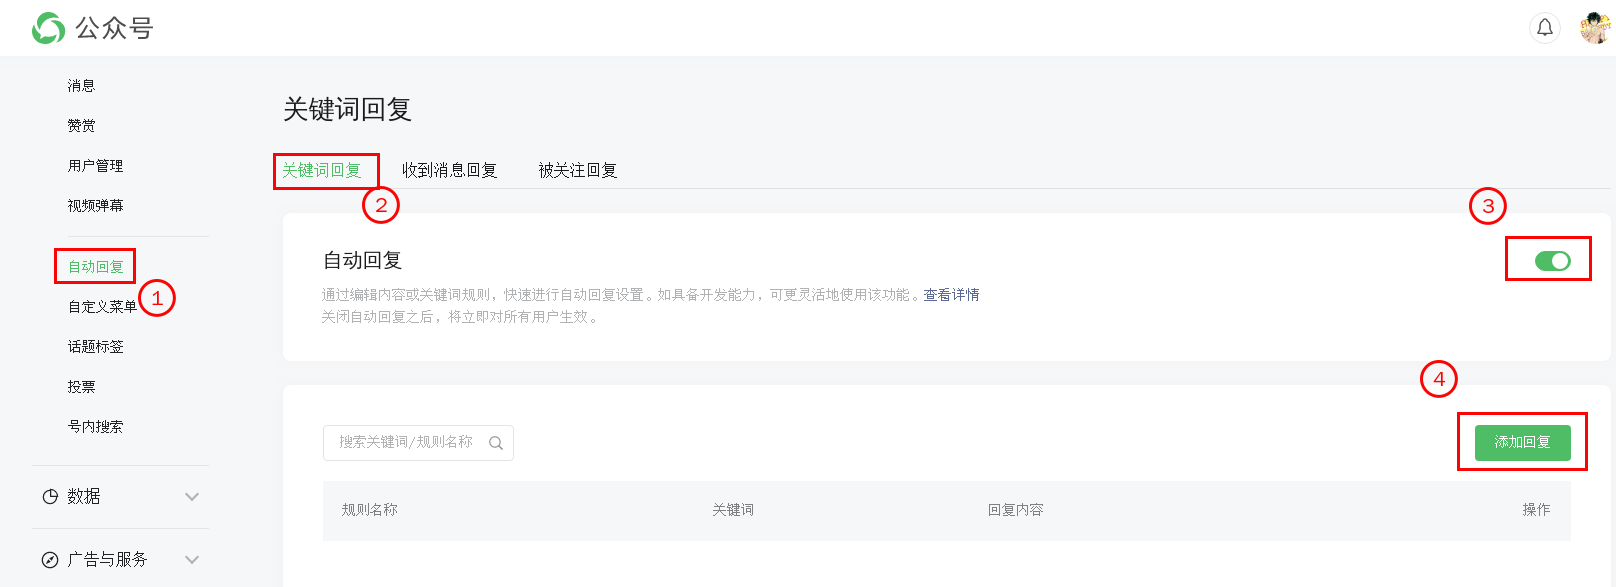 公众号
消息
赞赏
用户管理
视频弹幕
自动回复
1
自定义菜单
话题标签
投票
号内搜索
数据
广告与服务
关键词回复
关键词回复 收到消息回复 被关注回复
2
3
自动回复
通过编辑内容或关键词规则，快速进行自动回复设置。如具备开发能力，可更灵活地使用该功能。查看详情
关闭自动回复之后，将立即对所有用户生效。
4
搜索关键词/规则名称
添加回复
规则名称 关键词 回复内容 操作